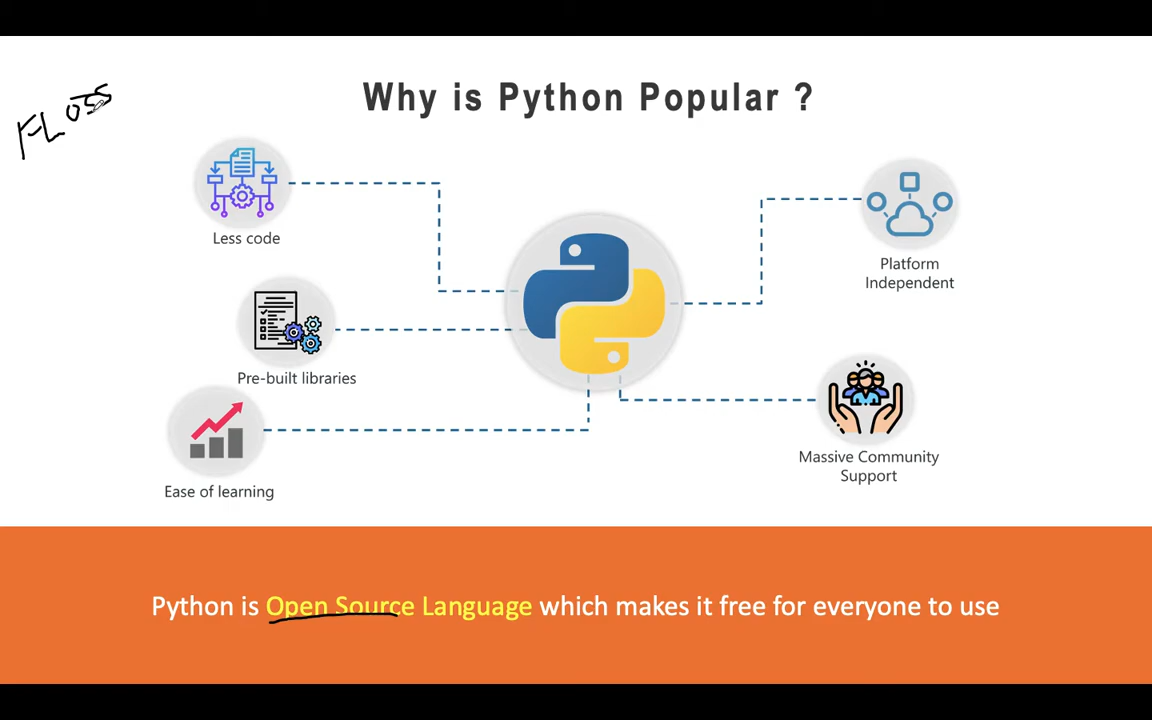 FLOSS
Why is Python Popular ?
Less code
Platform
Independent
Pre-built libraries
Massive Community
Support
Ease of learning
Python is Open Source Language which makes it free for everyone to use